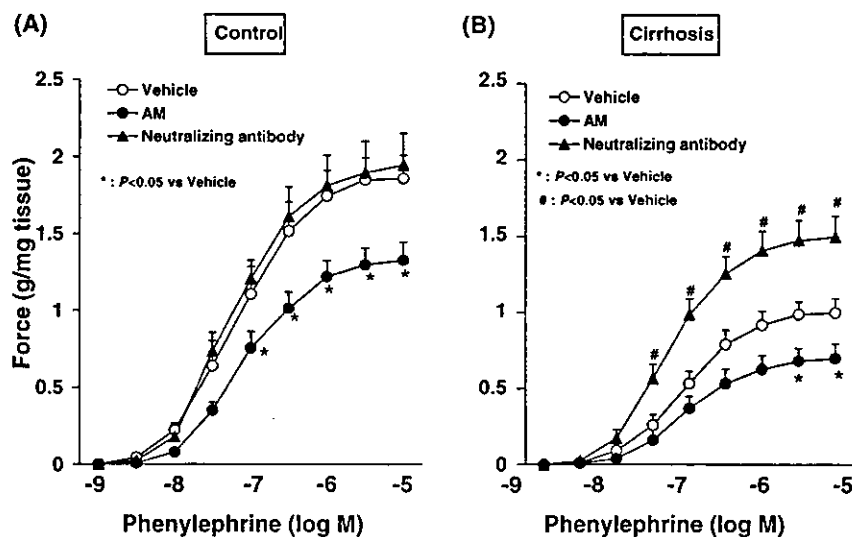 (A)
Control
2.5
2
1.5
1
0.5
0
Force (g/mg tissue)
Vehicle
AM
Neutralizing antibody
* : P<0.05 vs Vehicle
* * * * *
-9 -8 -7 -6 -5
Phenylephrine (log M)
(B)
Cirrhosis
2.5
2
1.5
1
0.5
0
Vehicle
AM
Neutralizing antibody
* : P<0.05 vs Vehicle
# : P<0.05 vs Vehicle
# # # # # #
* *
-9 -8 -7 -6 -5
Phenylephrine (log M)